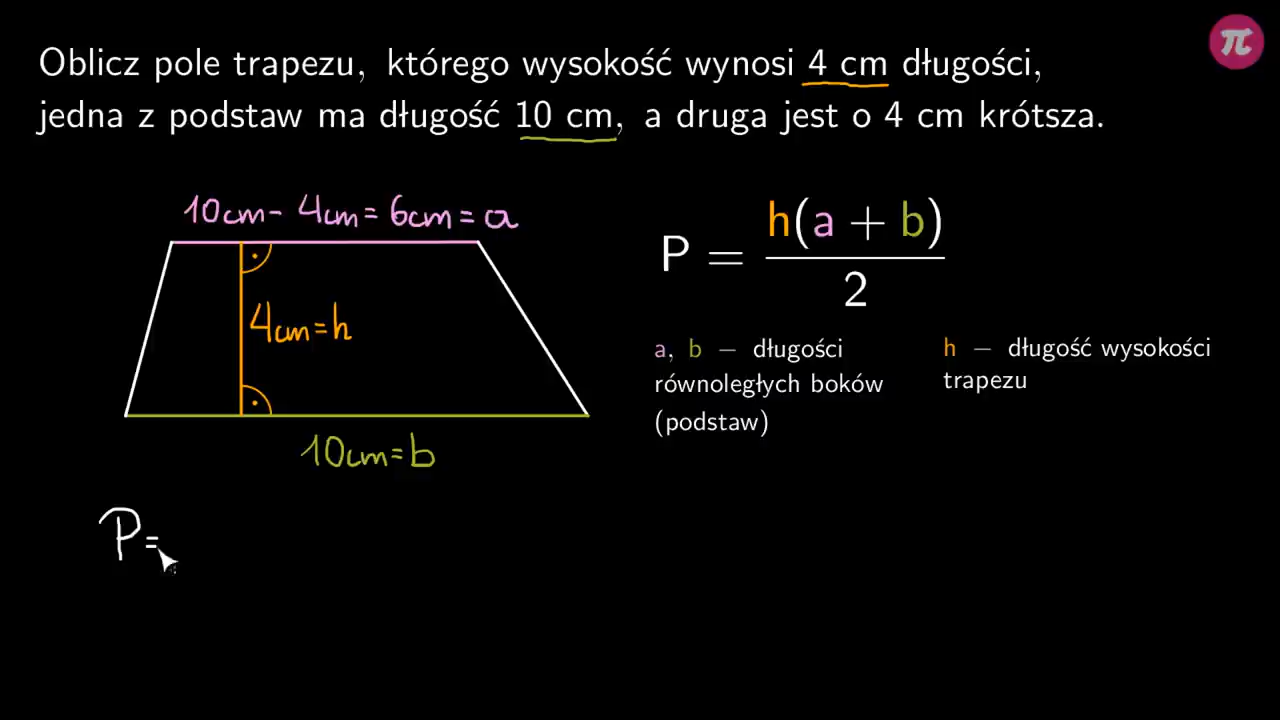 π
Oblicz pole trapezu, którego wysokość wynosi 4 cm długości,
jedna z podstaw ma długość 10 cm, a druga jest o 4 cm krótsza.
10cm - 4cm = 6cm = a
4cm = h
10cm = b
P = h(a + b) / 2
a, b – długości
równoległych boków
(podstaw)
h – długość wysokości
trapezu
P=